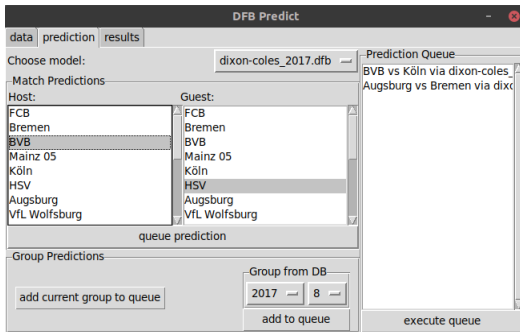 DFB Predict
data prediction results
Choose model: dixon-coles_2017.dfb
Match Predictions
Host: Guest:
FCB FCB
Bremen Bremen
BVB BVB
Mainz 05 Mainz 05
Köln Köln
HSV HSV
Augsburg Augsburg
VfL Wolfsburg VfL Wolfsburg
queue prediction
Group Predictions
add current group to queue
Group from DB
2017 8
add to queue
Prediction Queue
BVB vs Köln via dixon-coles_
Augsburg vs Bremen via dixo
execute queue